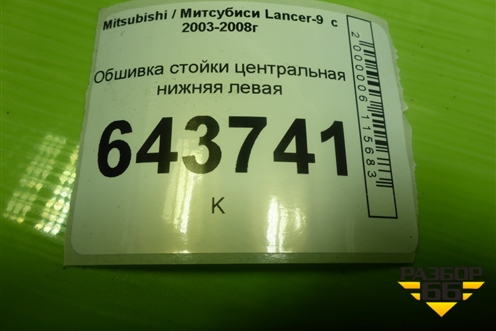 Mitsubishi / Митсубиси Lancer-9 с
2003-2008г
Обшивка стойки центральная
нижняя левая
643741
К
2000006115683
РАЗБОР
66